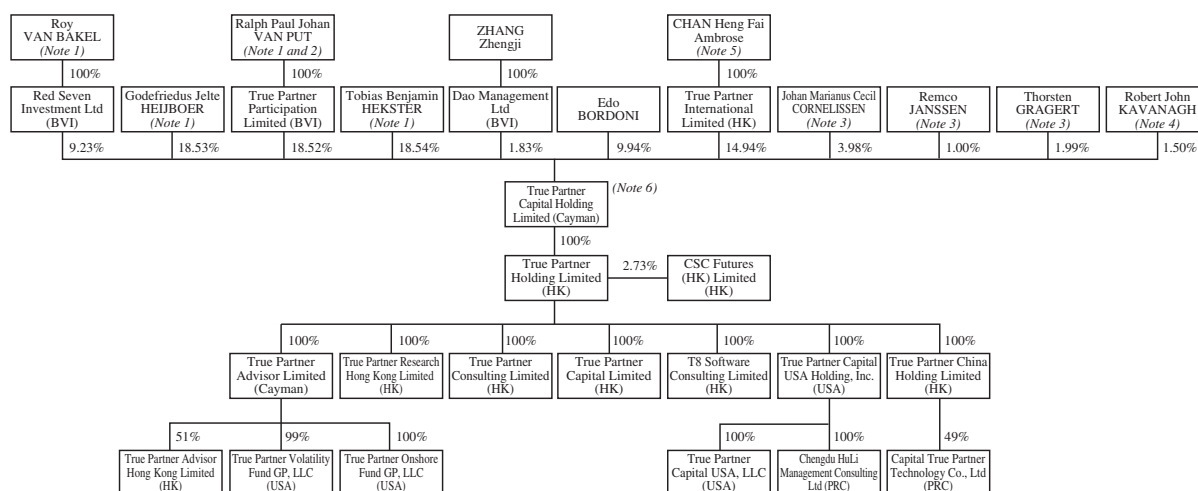 Roy
VAN BAKEL
(Note 1)
Ralph Paul Johan
VAN PUT
(Note 1 and 2)
ZHANG
Zhengji
CHAN Heng Fai
Ambrose
(Note 5)
100%
100%
100%
100%
Red Seven
Investment Ltd
(BVI)
Godefriedus Jelte
HEIJBOER
(Note 1)
True Partner
Participation
Limited (BVI)
Tobias Benjamin
HEKSTER
(Note 1)
Dao Management
Ltd
(BVI)
Edo
BORDONI
True Partner
International
Limited (HK)
Johan Marianus Cecil
CORNELISSEN
(Note 3)
Remco
JANSSEN
(Note 3)
Thorsten
GRAGERT
(Note 3)
Robert John
KAVANAGH
(Note 4)
9.23%
18.53%
18.52%
18.54%
1.83%
9.94%
14.94%
3.98%
1.00%
1.99%
1.50%
True Partner
Capital Holding
Limited (Cayman)
(Note 6)
100%
True Partner
Holding Limited
(HK)
2.73%
CSC Futures
(HK) Limited
(HK)
100%
100%
100%
100%
100%
100%
100%
True Partner
Advisor Limited
(Cayman)
True Partner Research
Hong Kong Limited
(HK)
True Partner
Consulting Limited
(HK)
True Partner
Capital Limited
(HK)
T8 Software
Consulting Limited
(HK)
True Partner Capital
USA Holding, Inc.
(USA)
True Partner China
Holding Limited
(HK)
51%
99%
100%
100%
100%
49%
True Partner Advisor
Hong Kong Limited
(HK)
True Partner Volatility
Fund GP, LLC
(USA)
True Partner Onshore
Fund GP, LLC
(USA)
True Partner
Capital USA, LLC
(USA)
Chengdu HuLi
Management Consulting
Ltd (PRC)
Capital True Partner
Technology Co., Ltd
(PRC)